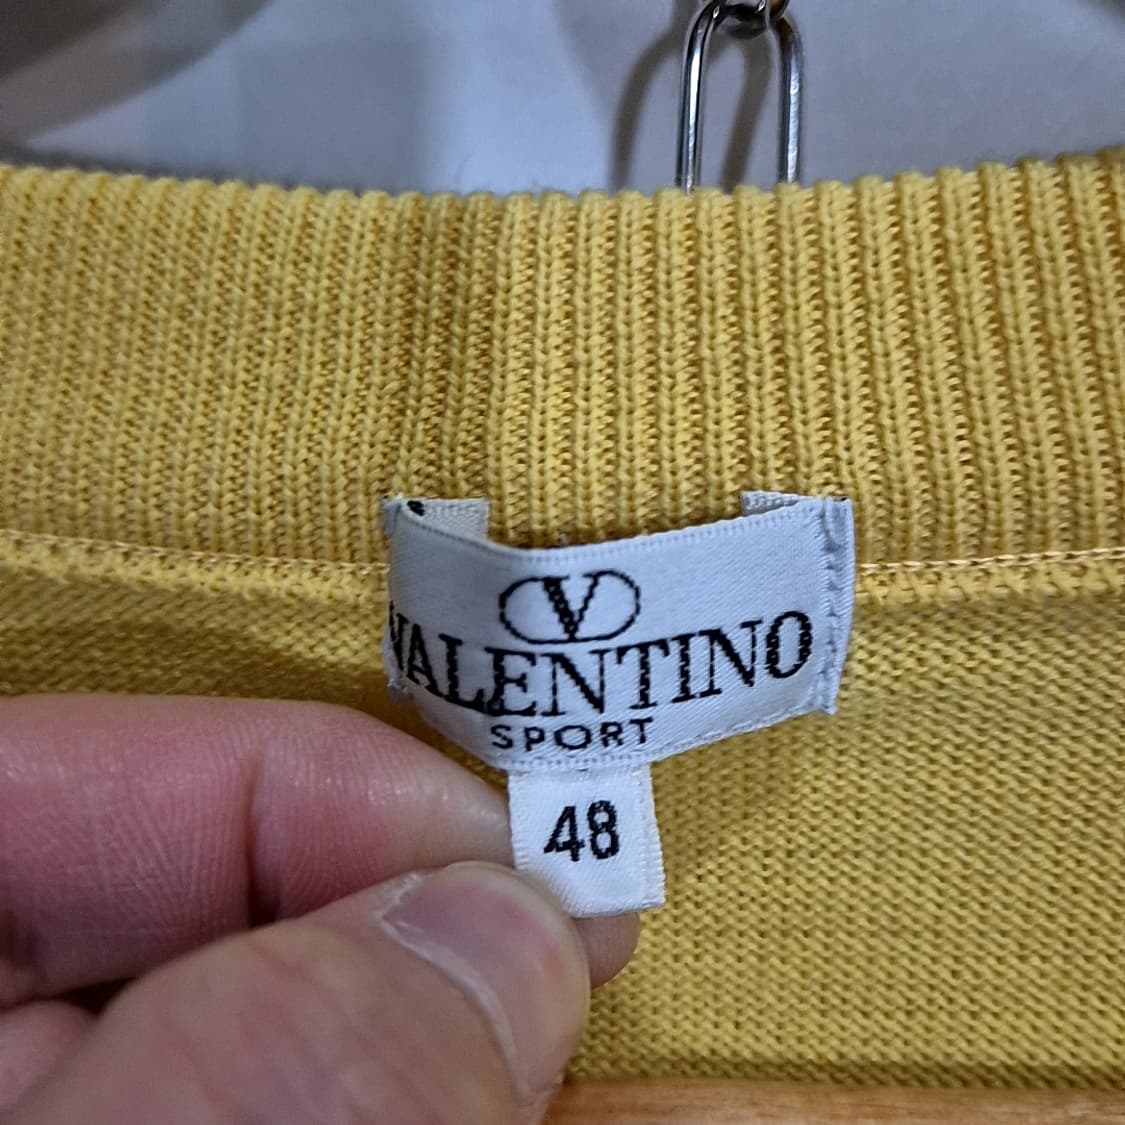 V
VALENTINO
SPORT
48